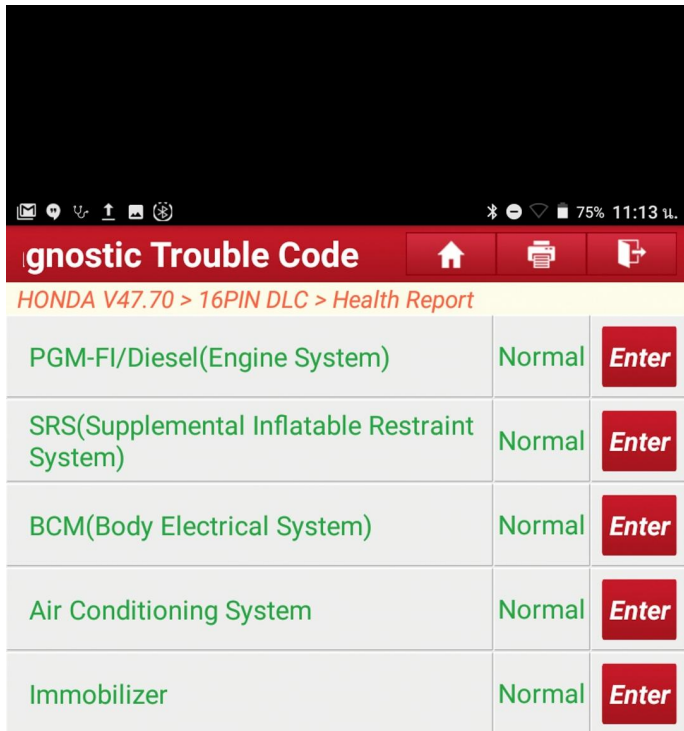 75% 11:13 น.
gnostic Trouble Code
HONDA V47.70 > 16PIN DLC > Health Report
PGM-FI/Diesel(Engine System) Normal Enter
SRS(Supplemental Inflatable Restraint
System) Normal Enter
BCM(Body Electrical System) Normal Enter
Air Conditioning System Normal Enter
Immobilizer Normal Enter